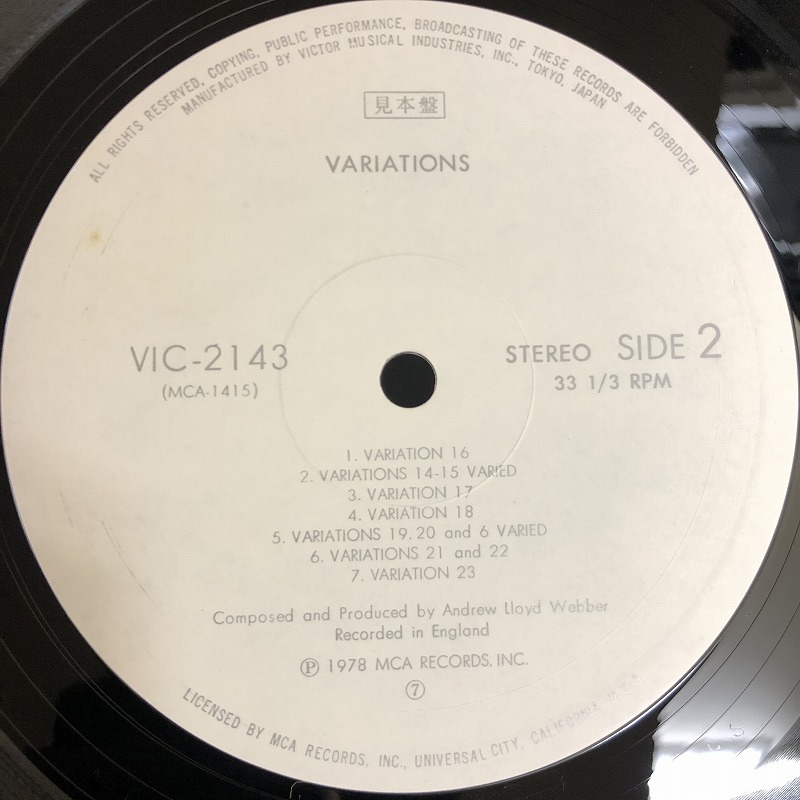 ALL RIGHTS RESERVED. COPYING, PUBLIC PERFORMANCE, BROADCASTING OF THESE RECORDS ARE FORBIDDEN
MANUFACTURED BY VICTOR MUSICAL INDUSTRIES, INC., TOKYO, JAPAN
見本盤
VARIATIONS
VIC-2143
(MCA-1415)
STEREO SIDE 2
33 1/3 RPM
1. VARIATION 16
2. VARIATIONS 14-15 VARIED
3. VARIATION 17
4. VARIATION 18
5. VARIATIONS 19.20 and 6 VARIED
6. VARIATIONS 21 and 22
7. VARIATION 23
Composed and Produced by Andrew Lloyd Webber
Recorded in England
Ⓟ 1978 MCA RECORDS, INC.
⑦
LICENSED BY MCA RECORDS, INC., UNIVERSAL CITY, CALIFORNIA, U.S.A.